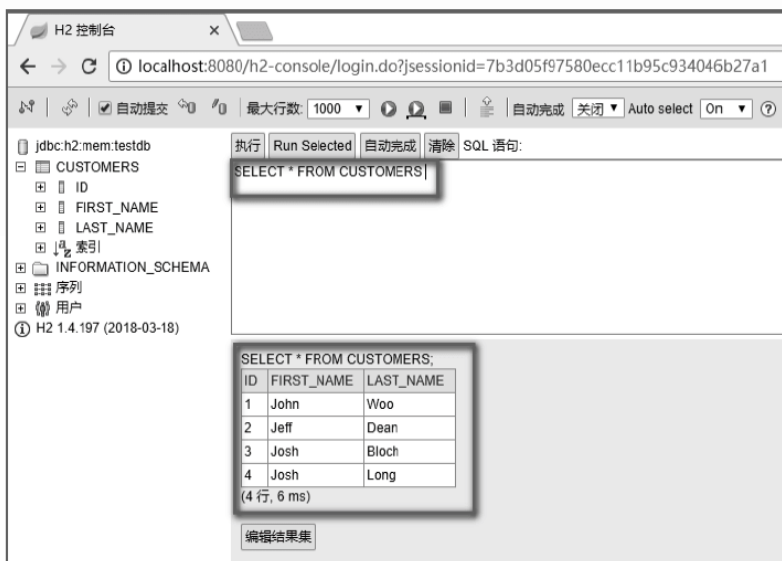 H2 控制台
localhost:8080/h2-console/login.do?jsessionid=7b3d05f97580ecc11b95c934046b27a1
自动提交 最大行数: 1000 自动完成 关闭 Auto select On
jdbc:h2:mem:testdb
CUSTOMERS
ID
FIRST_NAME
LAST_NAME
索引
INFORMATION_SCHEMA
序列
用户
H2 1.4.197 (2018-03-18)
执行 Run Selected 自动完成 清除 SQL 语句:
SELECT * FROM CUSTOMERS
SELECT * FROM CUSTOMERS;
ID FIRST_NAME LAST_NAME
1 John Woo
2 Jeff Dean
3 Josh Bloch
4 Josh Long
(4 行, 6 ms)
编辑结果集